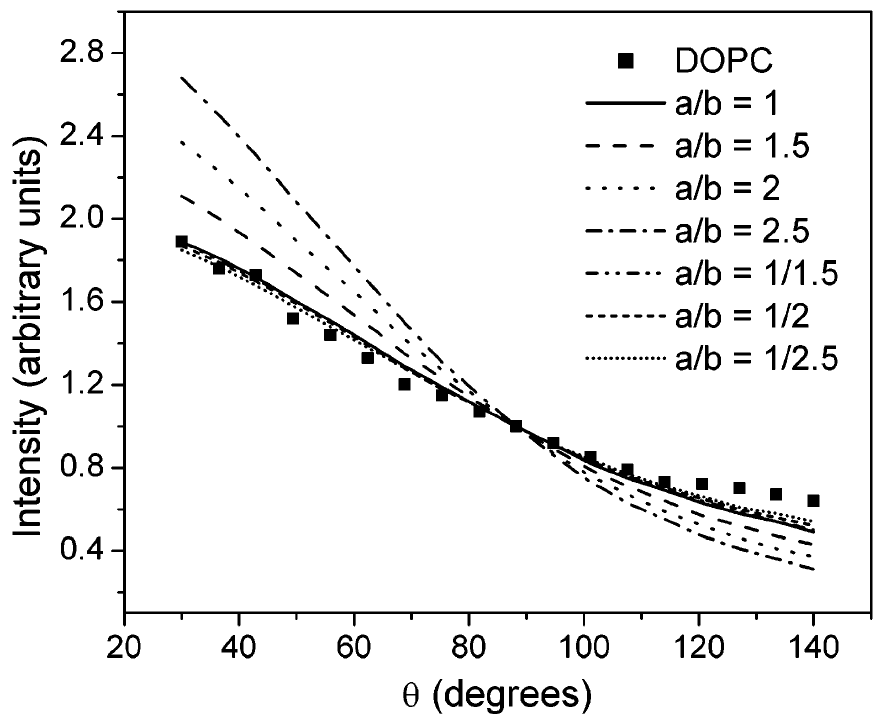 2.8
2.4
2.0
1.6
1.2
0.8
0.4
Intensity (arbitrary units)
DOPC
a/b = 1
a/b = 1.5
a/b = 2
a/b = 2.5
a/b = 1/1.5
a/b = 1/2
a/b = 1/2.5
20 40 60 80 100 120 140
θ (degrees)